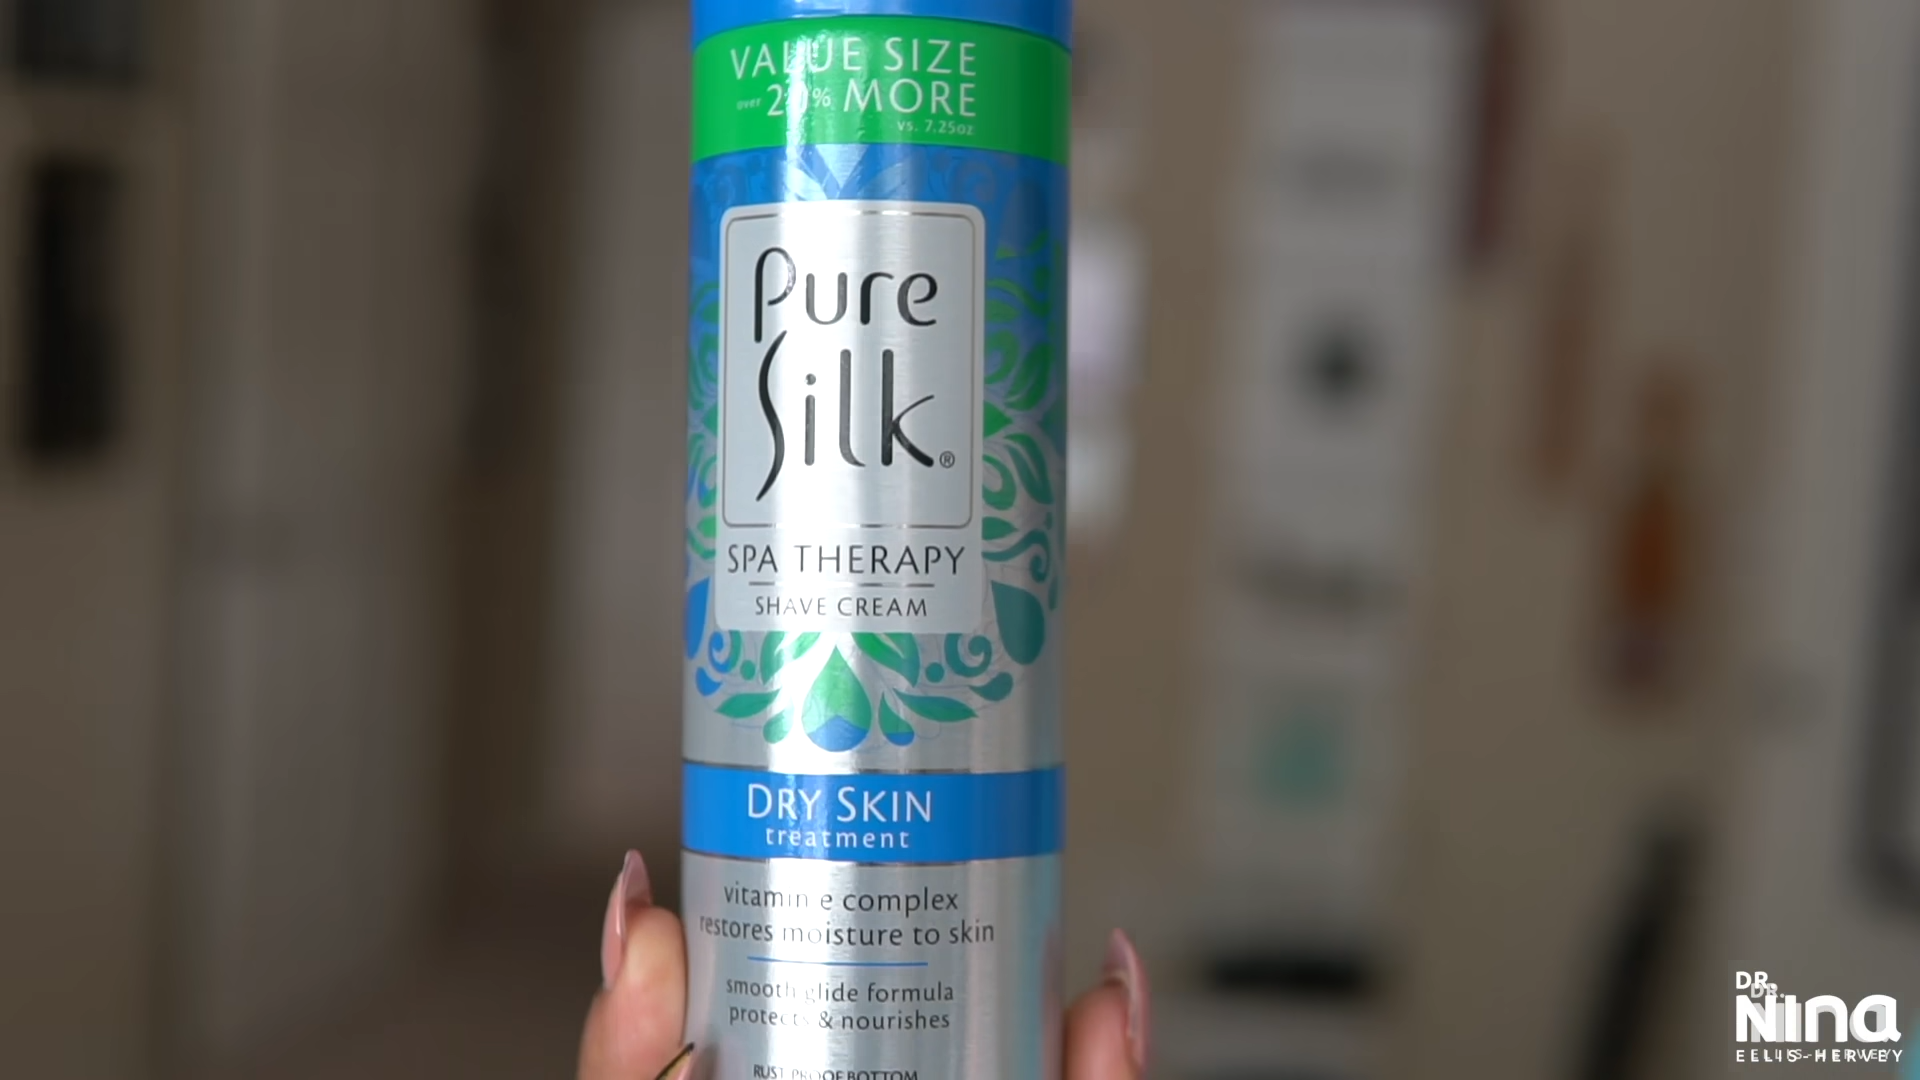 VALUE SIZE
over 20% MORE
vs. 7.25oz
Pure
Silk®
SPA THERAPY
SHAVE CREAM
DRY SKIN
treatment
vitamin e complex
restores moisture to skin
smooth glide formula
protects & nourishes
RUST PROOF BOTTOM
DR.
Nina
ELLIS-HERVEY